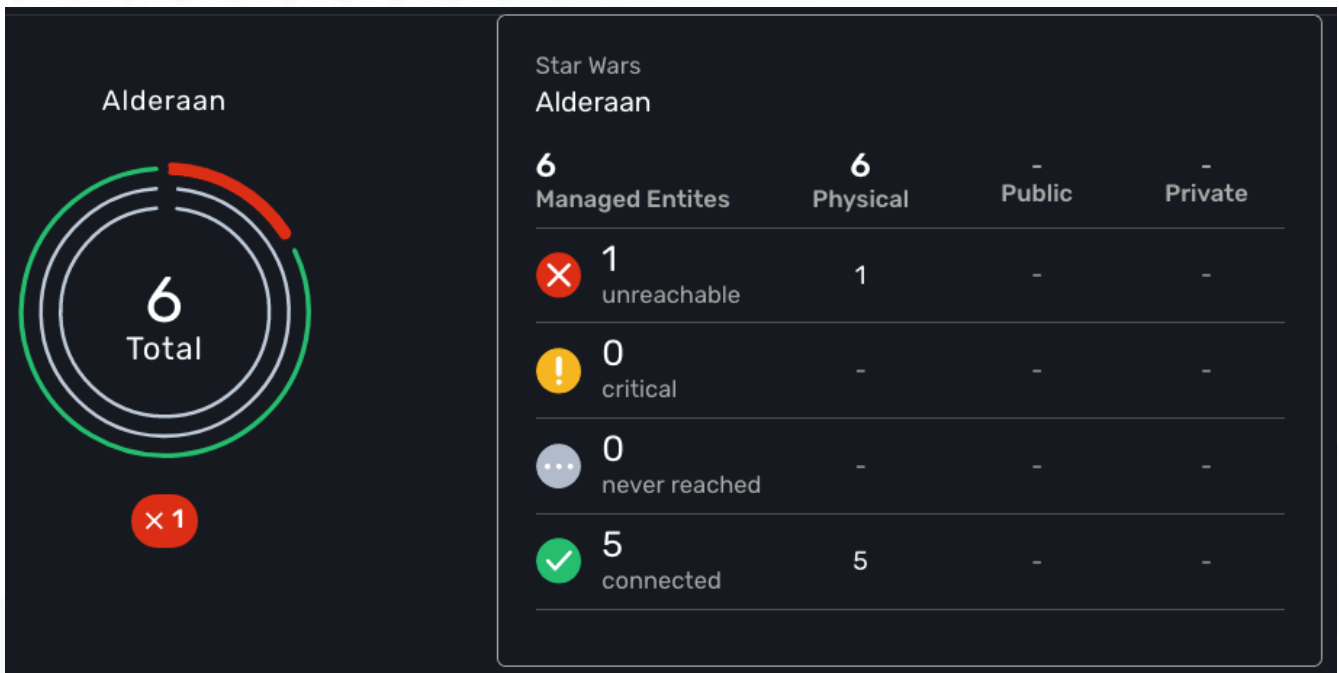 Alderaan
6
Total
× 1
Star Wars
Alderaan
6 6 - -
Managed Entites Physical Public Private
1 1 - -
unreachable
0 - - -
critical
0 - - -
never reached
5 5 - -
connected